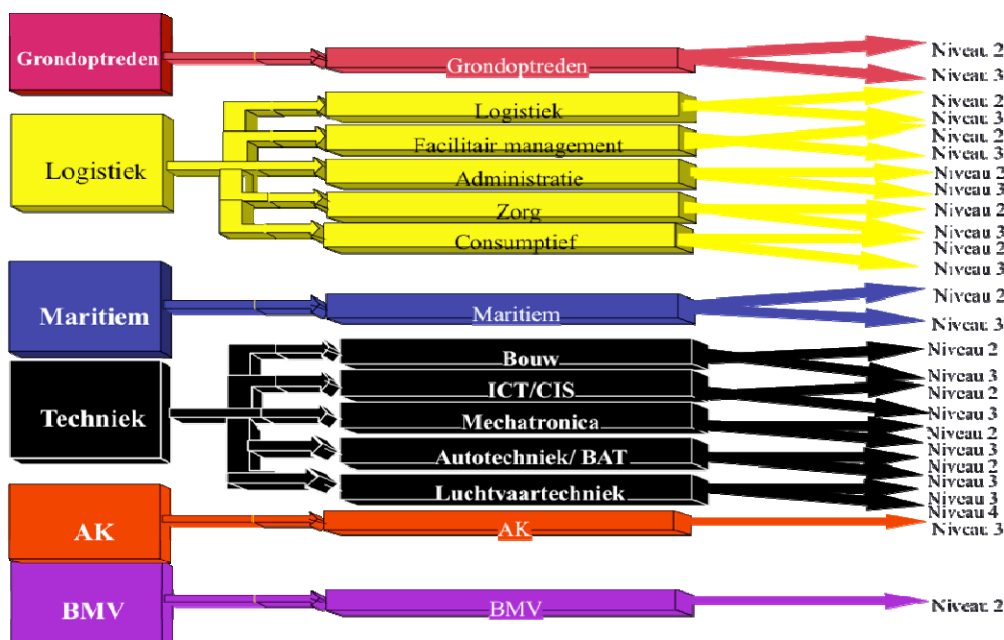 Grondoptreden
Grondoptreden
Niveau 2
Niveau 3
Logistiek
Logistiek
Niveau 2
Niveau 3
Facilitair management
Niveau 2
Niveau 3
Administratie
Niveau 2
Niveau 3
Zorg
Niveau 2
Niveau 3
Consumptief
Niveau 2
Niveau 3
Maritiem
Maritiem
Niveau 2
Niveau 3
Techniek
Bouw
Niveau 2
Niveau 3
ICT/CIS
Niveau 2
Niveau 3
Mechatronica
Niveau 2
Niveau 3
Autotechniek/ BAT
Niveau 2
Niveau 3
Luchtvaartechniek
Niveau 3
Niveau 4
AK
AK
Niveau 3
BMV
BMV
Niveau 2